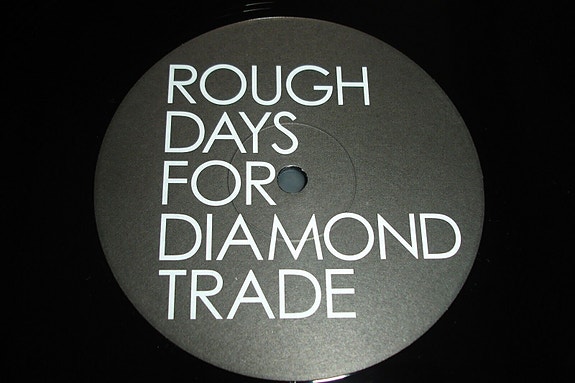 ROUGH
DAYS
FOR
DIAMOND
TRADE